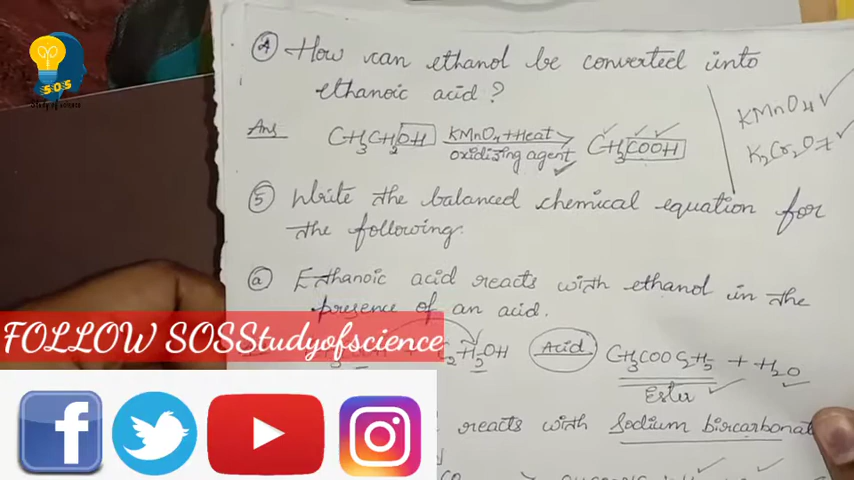 SOS
Study of science
④ How can ethanol be converted into
ethanoic acid ?
Ans CH3CH2OH KMnO4+Heat CH3COOH
oxidizing agent
KMnO4
K2Cr2O7
⑤ Write the balanced chemical equation for
the following.
ⓐ Ethanoic acid reacts with ethanol in the
presence of an acid.
C2H5OH Acid CH3COOC2H5 + H2O
Ester
reacts with Sodium bircarbonat
FOLLOW SOSStudyofscience